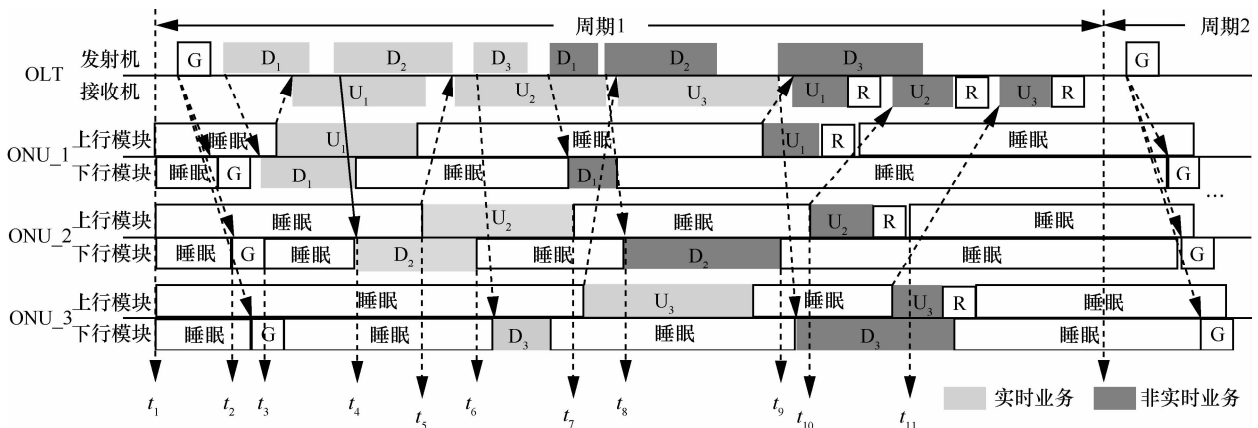 周期1 周期2
发射机 G D1 D2 D3 D1 D2 D3 G
OLT
接收机 U1 U2 U3 U1 R U2 R U3 R
上行模块 睡眠 U1 睡眠 U1 R 睡眠
ONU_1
下行模块 睡眠 G D1 睡眠 D1 睡眠 G
…
上行模块 睡眠 U2 睡眠 U2 R 睡眠
ONU_2
下行模块 睡眠 G 睡眠 D2 睡眠 D2 睡眠 G
上行模块 睡眠 U3 睡眠 U3 R 睡眠
ONU_3
下行模块 睡眠 G 睡眠 D3 睡眠 D3 睡眠 G
t1 t2 t3 t4 t5 t6 t7 t8 t9 t10 t11
实时业务 非实时业务